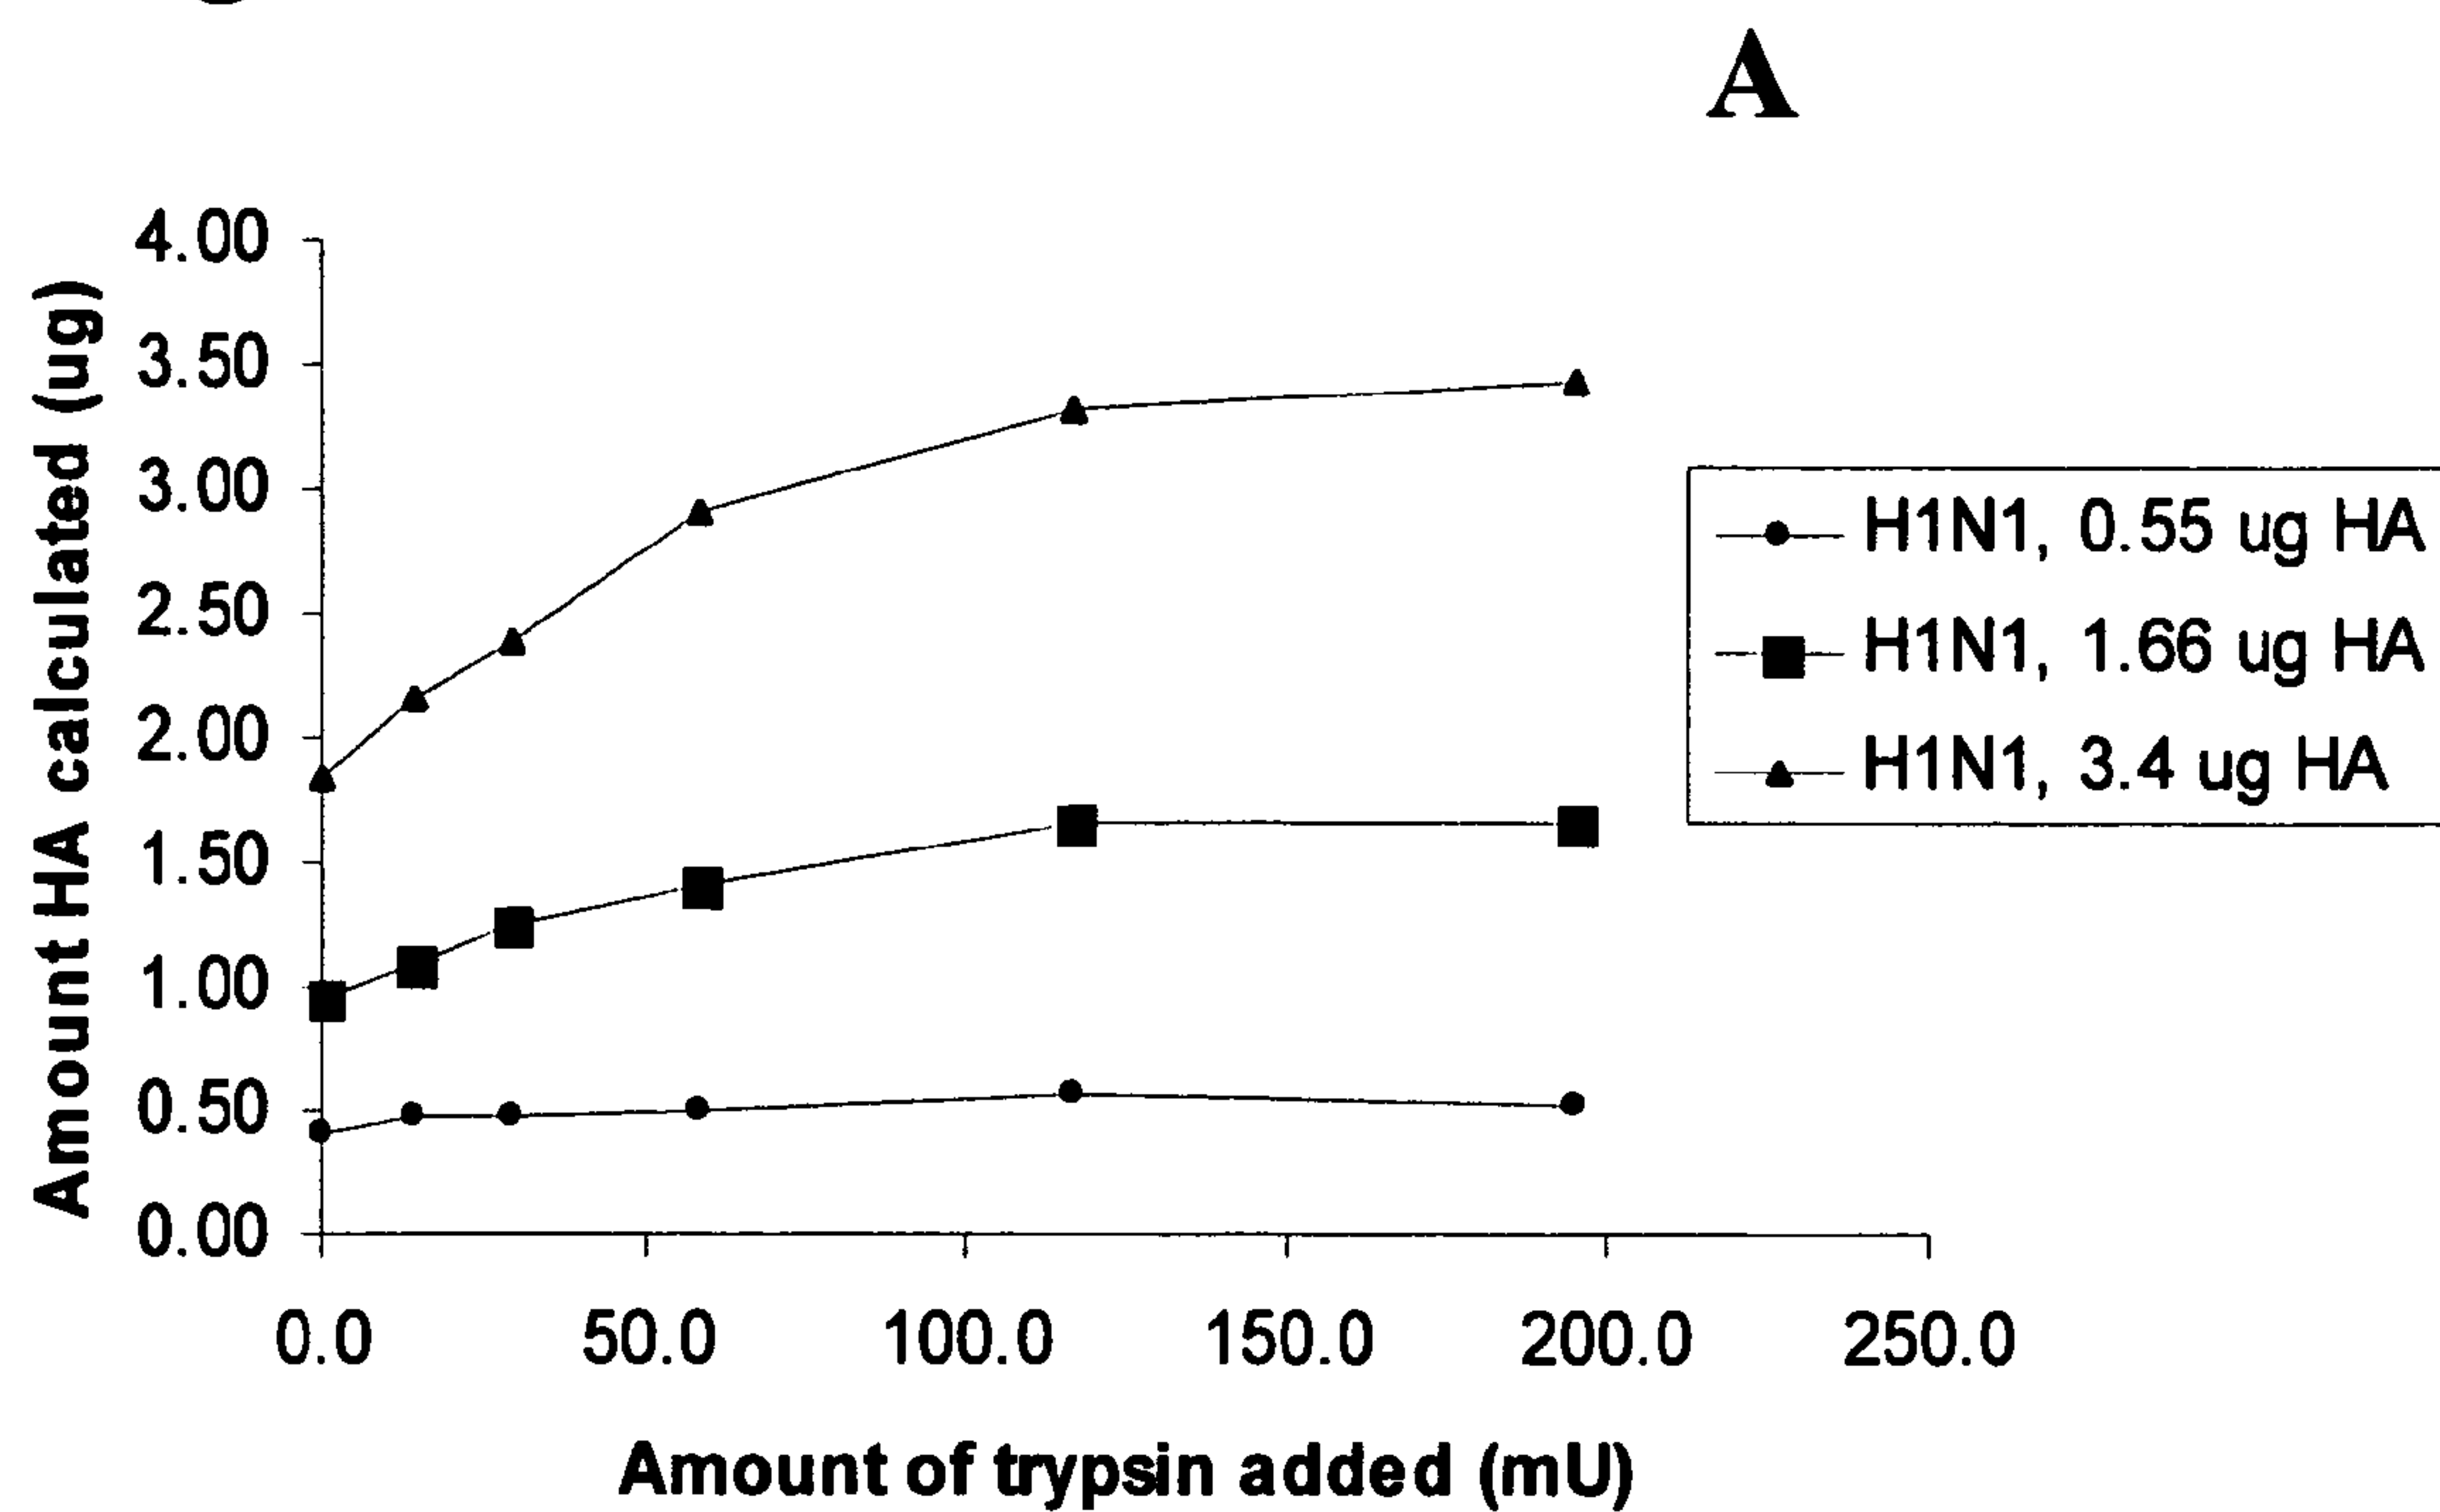 A
Amount HA calculated (ug)
4.00
3.50
3.00
2.50
2.00
1.50
1.00
0.50
0.00
0.0 50.0 100.0 150.0 200.0 250.0
Amount of trypsin added (mU)
H1N1, 0.55 ug HA
H1N1, 1.66 ug HA
H1N1, 3.4 ug HA